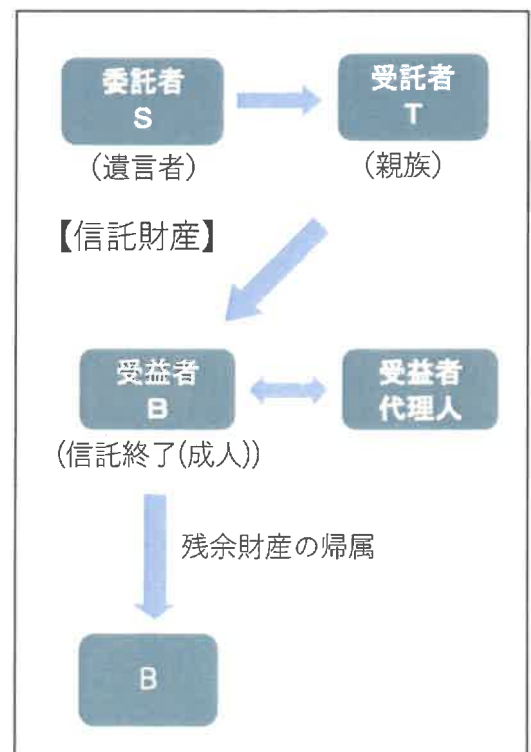 委託者
S
(遺言者)
受託者
T
(親族)
【信託財産】
受益者
B
(信託終了(成人))
受益者
代理人
残余財産の帰属
B